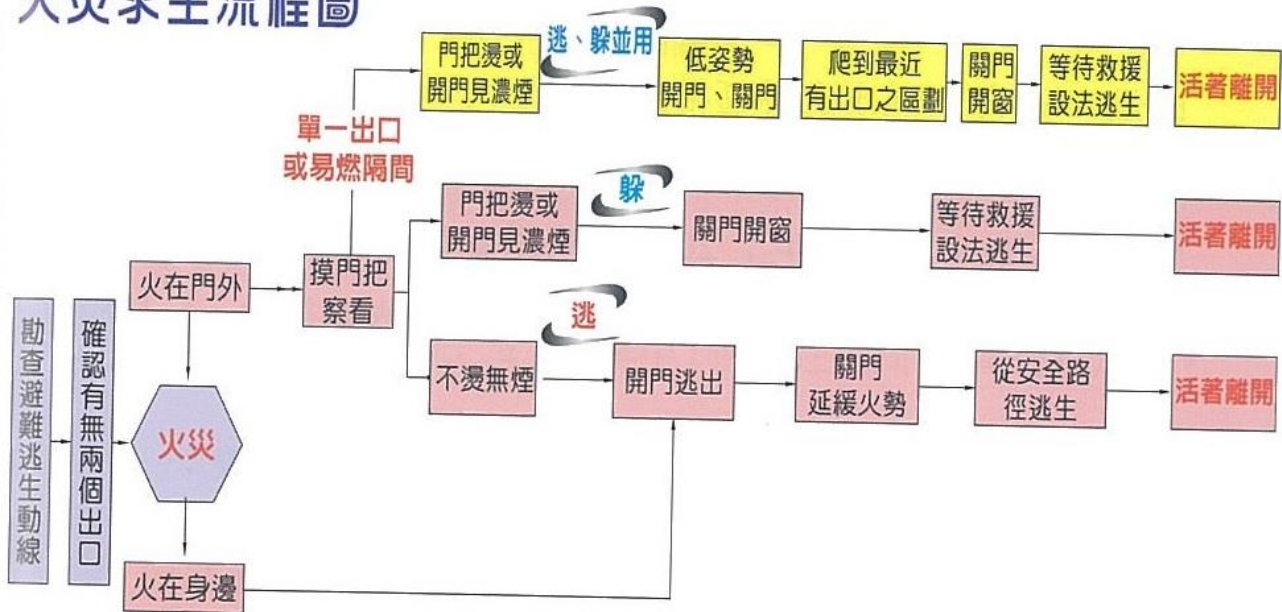 火災求生流程圖
逃、躲並用
門把燙或
開門見濃煙
低姿勢
開門、關門
爬到最近
有出口之區劃
關門
開窗
等待救援
設法逃生
活著離開
單一出口
或易燃隔間
躲
門把燙或
開門見濃煙
關門開窗
等待救援
設法逃生
活著離開
火在門外
摸門把
察看
逃
不燙無煙
開門逃出
關門
延緩火勢
從安全路
徑逃生
活著離開
勘查避難逃生動線
確認有無兩個出口
火災
火在身邊